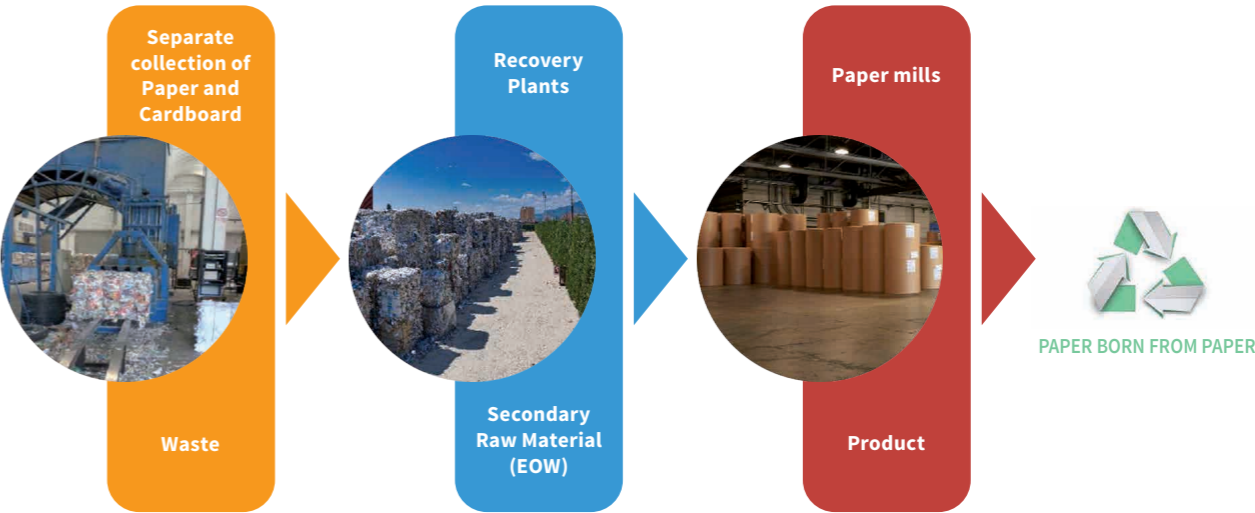 Separate
collection of
Paper and
Cardboard
Waste
Recovery
Plants
Secondary
Raw Material
(EOW)
Paper mills
Product
PAPER BORN FROM PAPER